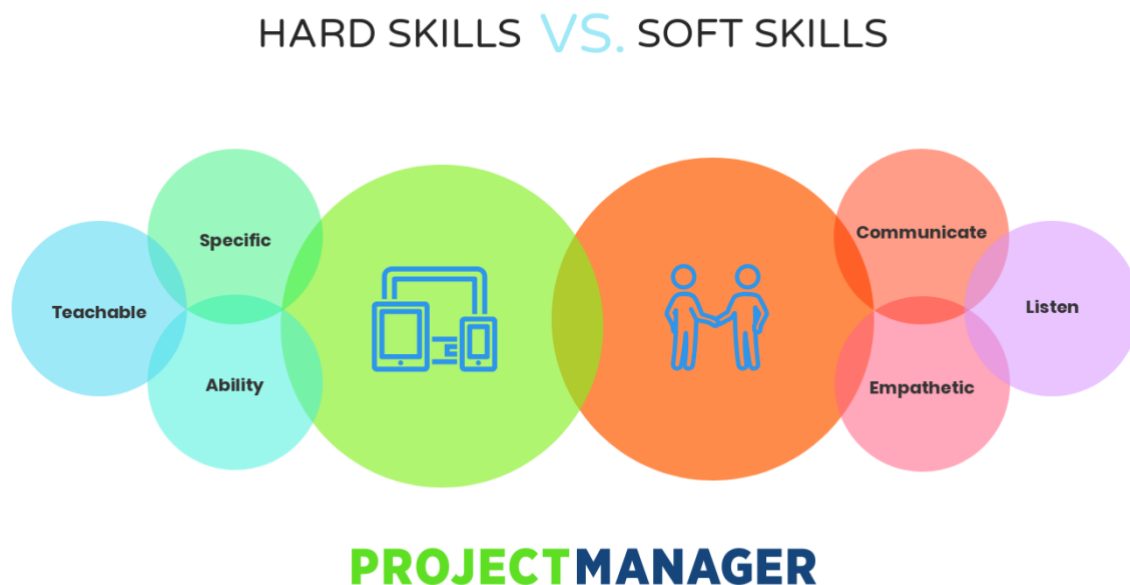 HARD SKILLS VS. SOFT SKILLS
Specific
Communicate
Teachable
Listen
Ability
Empathetic
PROJECTMANAGER